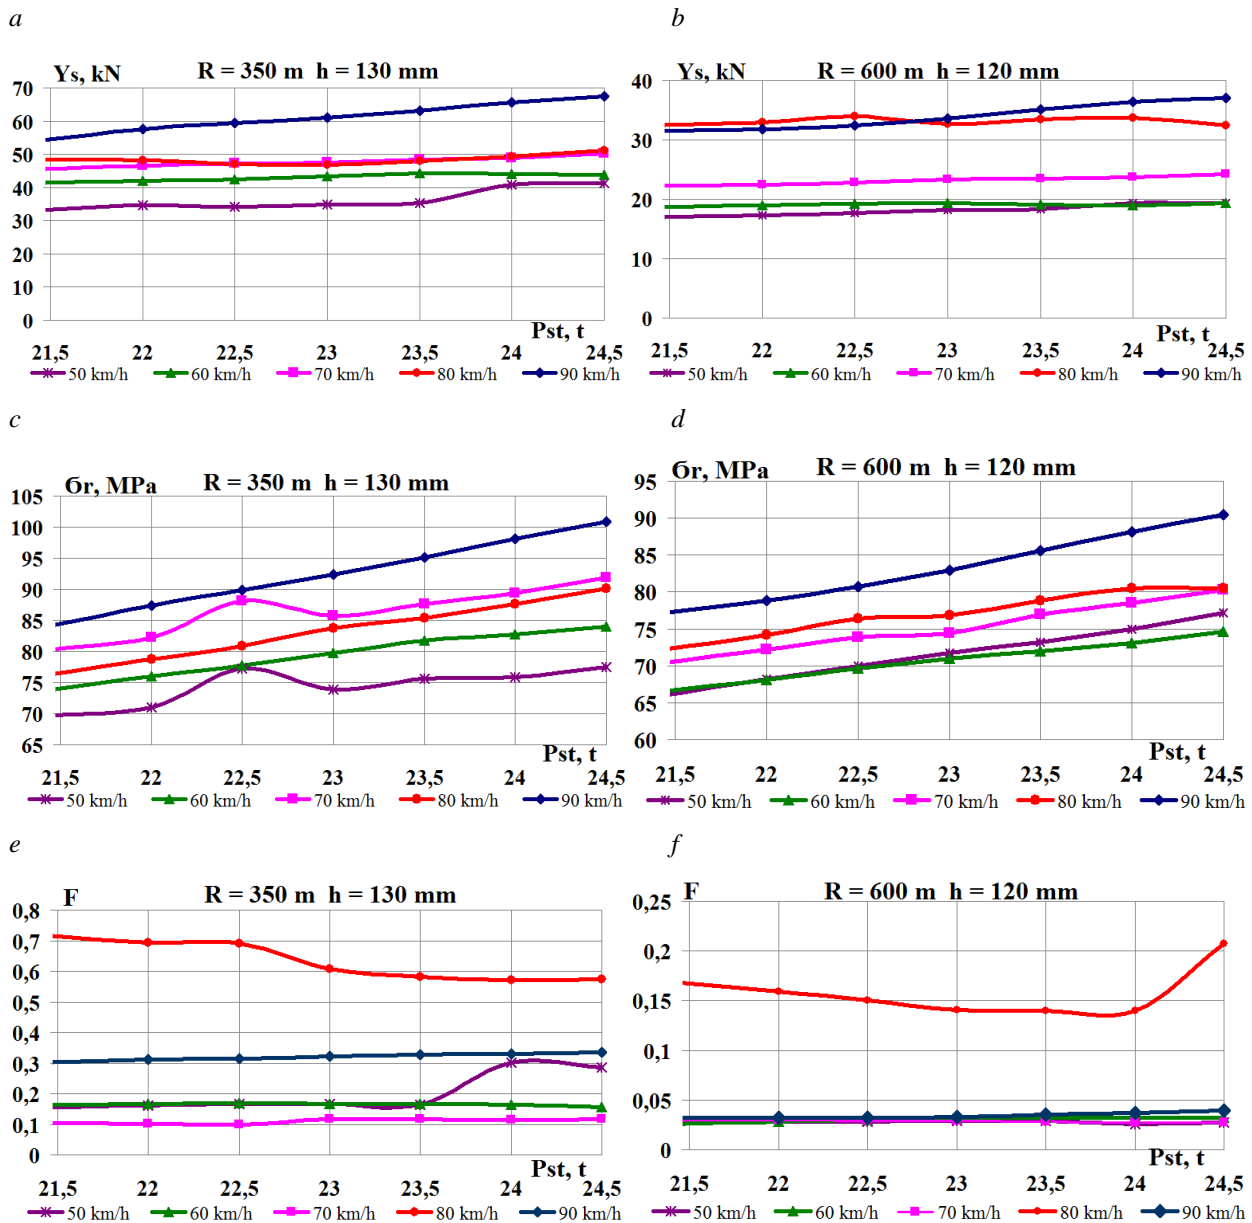 a
b
Ys, kN R = 350 m h = 130 mm
70
60
50
40
30
20
10
0
Pst, t
21,5 22 22,5 23 23,5 24 24,5
50 km/h 60 km/h 70 km/h 80 km/h 90 km/h
Ys, kN R = 600 m h = 120 mm
40
30
20
10
0
Pst, t
21,5 22 22,5 23 23,5 24 24,5
50 km/h 60 km/h 70 km/h 80 km/h 90 km/h
c
d
бr, MPa R = 350 m h = 130 mm
105
100
95
90
85
80
75
70
65
Pst, t
21,5 22 22,5 23 23,5 24 24,5
50 km/h 60 km/h 70 km/h 80 km/h 90 km/h
бr, MPa R = 600 m h = 120 mm
95
90
85
80
75
70
65
60
Pst, t
21,5 22 22,5 23 23,5 24 24,5
50 km/h 60 km/h 70 km/h 80 km/h 90 km/h
e
f
F R = 350 m h = 130 mm
0,8
0,7
0,6
0,5
0,4
0,3
0,2
0,1
0
Pst, t
21,5 22 22,5 23 23,5 24 24,5
50 km/h 60 km/h 70 km/h 80 km/h 90 km/h
F R = 600 m h = 120 mm
0,25
0,2
0,15
0,1
0,05
0
Pst, t
21,5 22 22,5 23 23,5 24 24,5
50 km/h 60 km/h 70 km/h 80 km/h 90 km/h